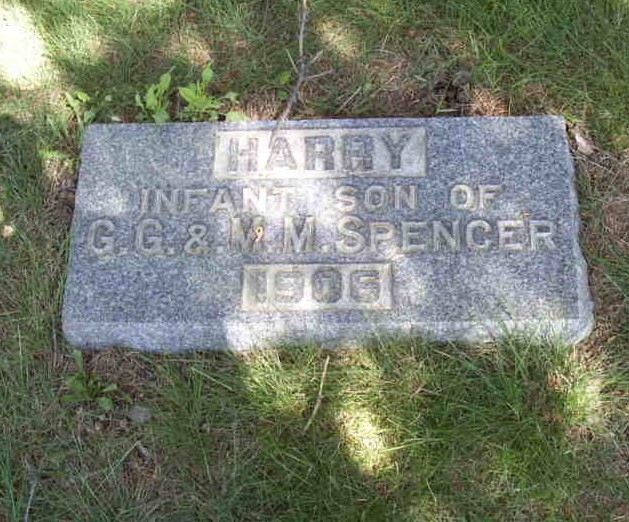 HARRY
INFANT SON OF
G. G. & M. M. SPENCER
1906